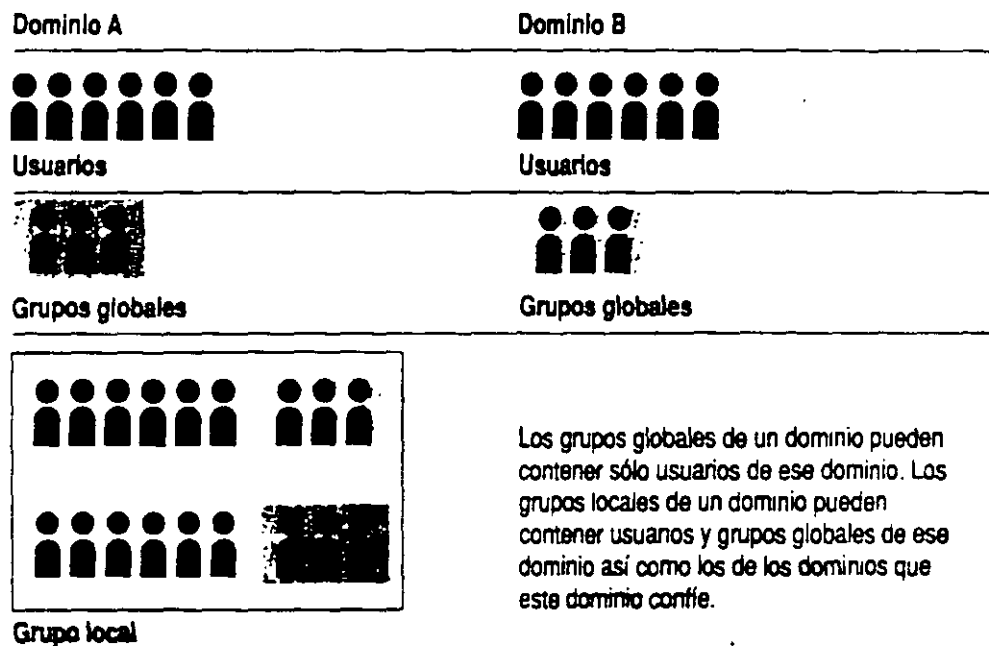 Dominio A
Dominio B
Usuarios
Usuarios
Grupos globales
Grupos globales
Los grupos globales de un dominio pueden
contener sólo usuarios de ese dominio. Los
grupos locales de un dominio pueden
contener usuarios y grupos globales de ese
dominio así como los de los dominios que
este dominio confíe.
Grupo local